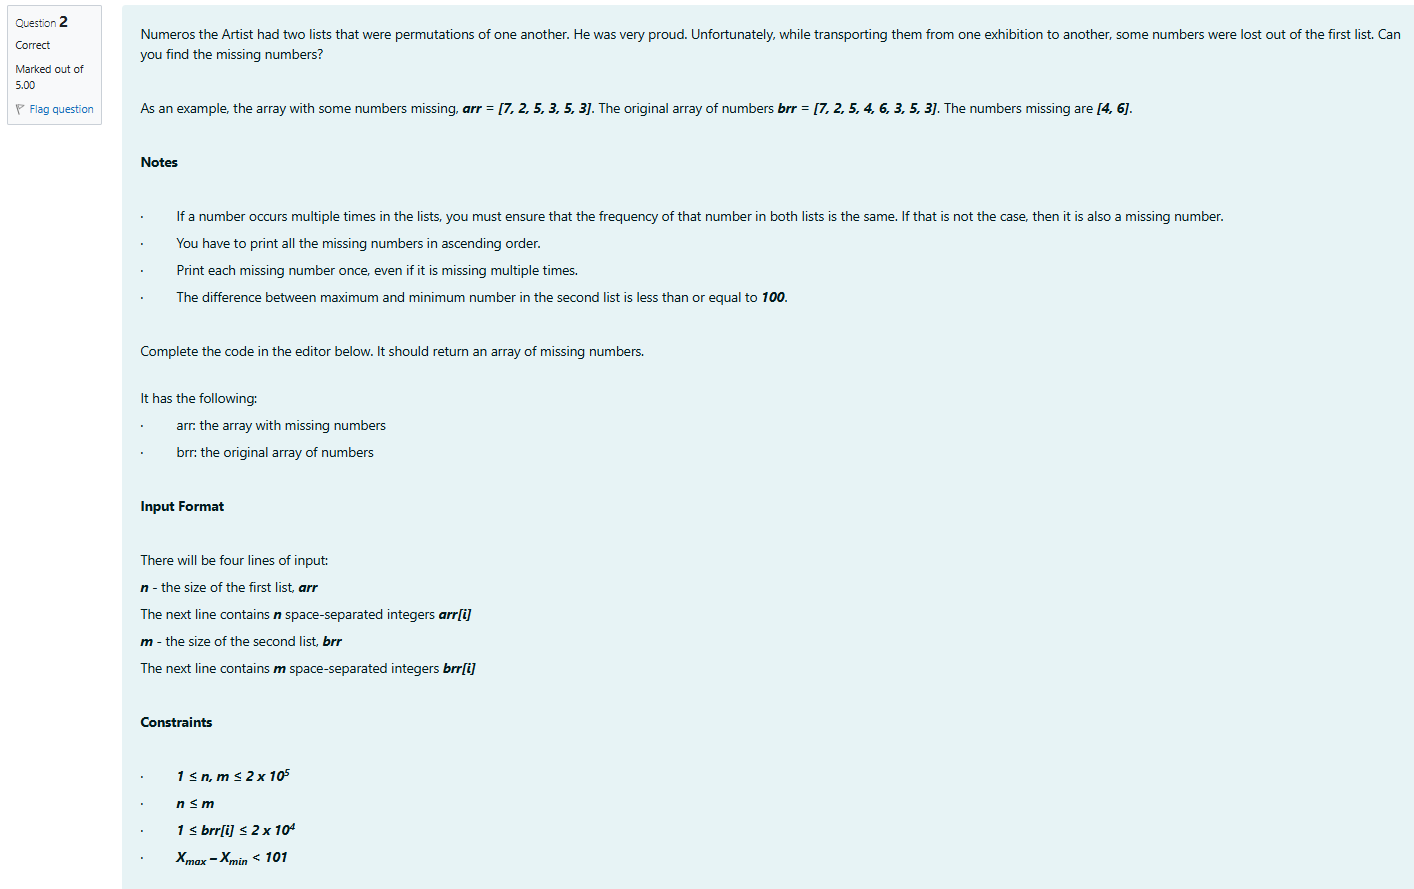 Question 2
Correct
Marked out of
5.00
Flag question
Numeros the Artist had two lists that were permutations of one another. He was very proud. Unfortunately, while transporting them from one exhibition to another, some numbers were lost out of the first list. Can
you find the missing numbers?
As an example, the array with some numbers missing, arr = [7, 2, 5, 3, 5, 3]. The original array of numbers brr = [7, 2, 5, 4, 6, 3, 5, 3]. The numbers missing are [4, 6].
Notes
· If a number occurs multiple times in the lists, you must ensure that the frequency of that number in both lists is the same. If that is not the case, then it is also a missing number.
· You have to print all the missing numbers in ascending order.
· Print each missing number once, even if it is missing multiple times.
· The difference between maximum and minimum number in the second list is less than or equal to 100.
Complete the code in the editor below. It should return an array of missing numbers.
It has the following:
· arr: the array with missing numbers
· brr: the original array of numbers
Input Format
There will be four lines of input:
n - the size of the first list, arr
The next line contains n space-separated integers arr[i]
m - the size of the second list, brr
The next line contains m space-separated integers brr[i]
Constraints
· 1 ≤ n, m ≤ 2 x 10⁵
· n ≤ m
· 1 ≤ brr[i] ≤ 2 x 10⁴
· Xmax – Xmin < 101